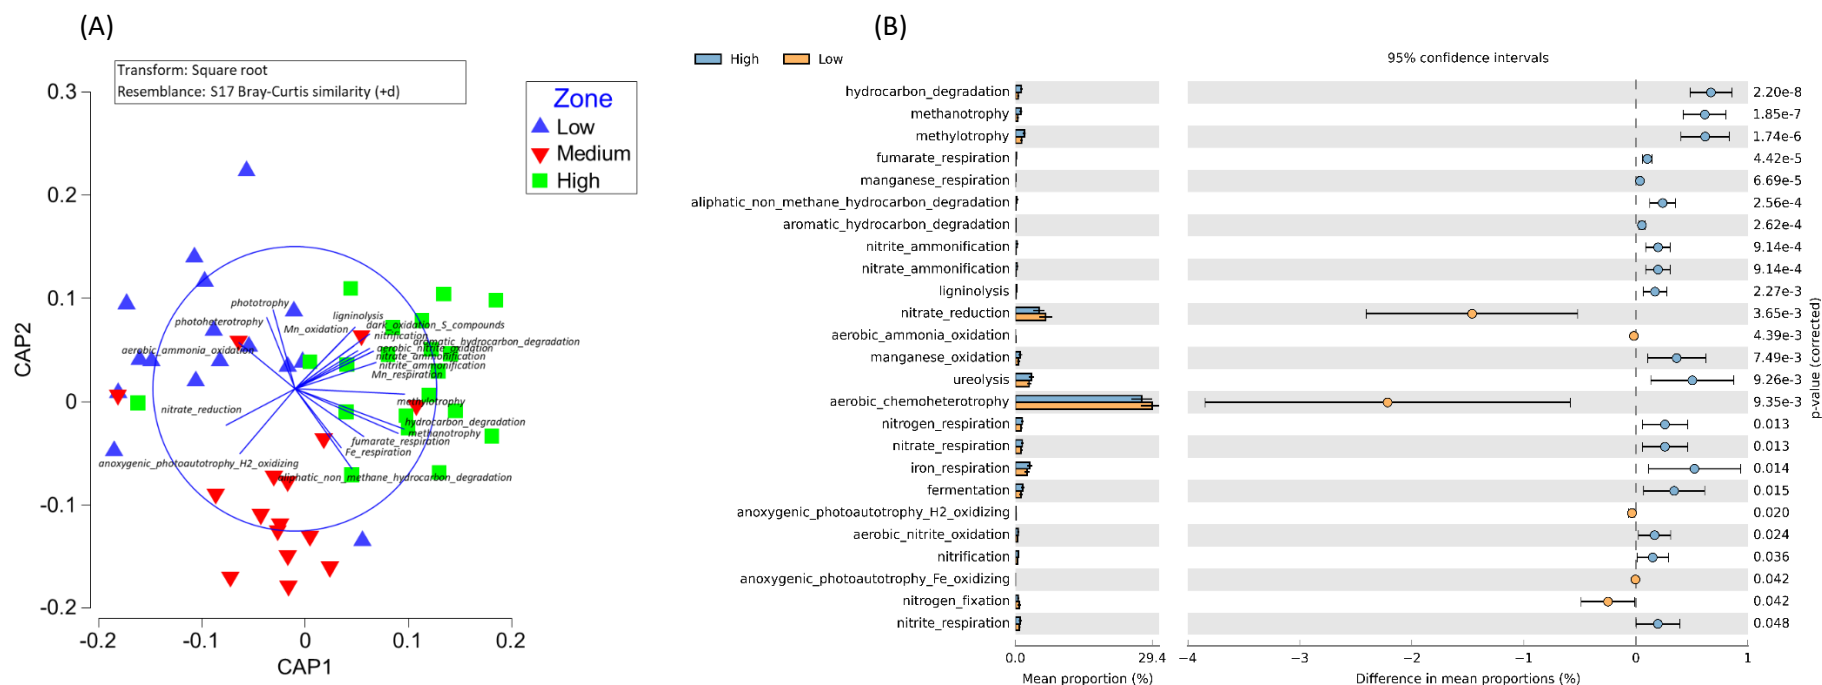 (A)
Transform: Square root
Resemblance: S17 Bray-Curtis similarity (+d)
Zone
Low
Medium
High
0.3
0.2
0.1
0
-0.1
-0.2
CAP2
phototrophy
photoheterotrophy
Mn_oxidation
ligninolysis
dark_oxidation_S_compounds
nitrification
aromatic_hydrocarbon_degradation
aerobic_ammonia_oxidation
aerobic_nitrite_oxidation
nitrate_ammonification
nitrite_ammonification
Mn_respiration
nitrate_reduction
methylotrophy
hydrocarbon_degradation
methanotrophy
fumarate_respiration
Fe_respiration
anoxygenic_photoautotrophy_H2_oxidizing
aliphatic_non_methane_hydrocarbon_degradation
-0.2
-0.1
0
0.1
0.2
CAP1
(B)
High
Low
95% confidence intervals
hydrocarbon_degradation 2.20e-8
methanotrophy 1.85e-7
methylotrophy 1.74e-6
fumarate_respiration 4.42e-5
manganese_respiration 6.69e-5
aliphatic_non_methane_hydrocarbon_degradation 2.56e-4
aromatic_hydrocarbon_degradation 2.62e-4
nitrite_ammonification 9.14e-4
nitrate_ammonification 9.14e-4
ligninolysis 2.27e-3
nitrate_reduction 3.65e-3
aerobic_ammonia_oxidation 4.39e-3
manganese_oxidation 7.49e-3
ureolysis 9.26e-3
aerobic_chemoheterotrophy 9.35e-3
nitrogen_respiration 0.013
nitrate_respiration 0.013
iron_respiration 0.014
fermentation 0.015
anoxygenic_photoautotrophy_H2_oxidizing 0.020
aerobic_nitrite_oxidation 0.024
nitrification 0.036
anoxygenic_photoautotrophy_Fe_oxidizing 0.042
nitrogen_fixation 0.042
nitrite_respiration 0.048
p-value (corrected)
0.0 29.4
Mean proportion (%)
−4 −3 −2 −1 0 1
Difference in mean proportions (%)